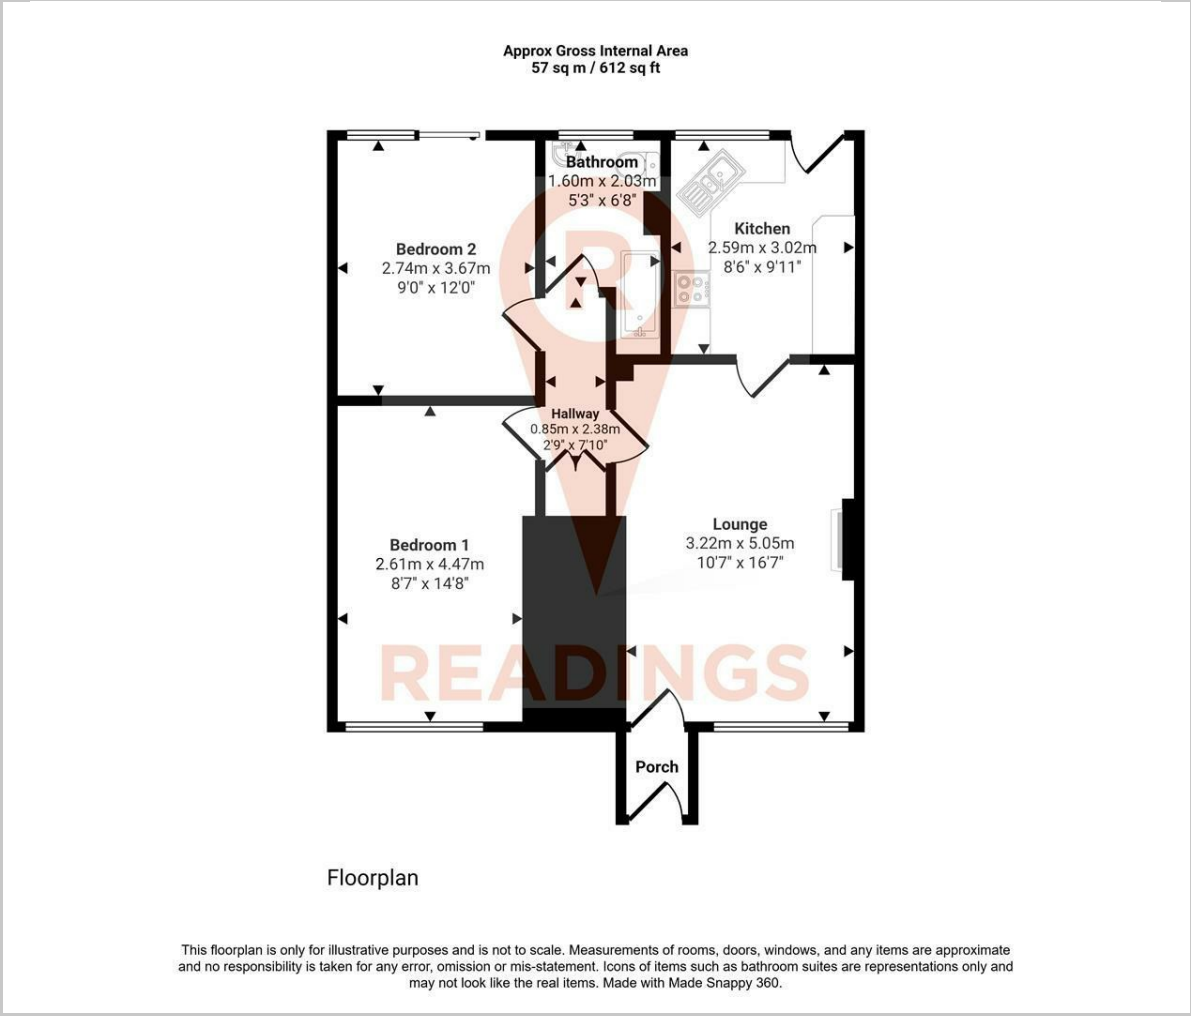 Approx Gross Internal Area
57 sq m / 612 sq ft
Bathroom
1.60m x 2.03m
5'3" x 6'8"
Kitchen
2.59m x 3.02m
8'6" x 9'11"
Bedroom 2
2.74m x 3.67m
9'0" x 12'0"
Hallway
0.85m x 2.38m
2'9" x 7'10"
Lounge
3.22m x 5.05m
10'7" x 16'7"
Bedroom 1
2.61m x 4.47m
8'7" x 14'8"
R
READINGS
Porch
Floorplan
This floorplan is only for illustrative purposes and is not to scale. Measurements of rooms, doors, windows, and any items are approximate
and no responsibility is taken for any error, omission or mis-statement. Icons of items such as bathroom suites are representations only and
may not look like the real items. Made with Made Snappy 360.